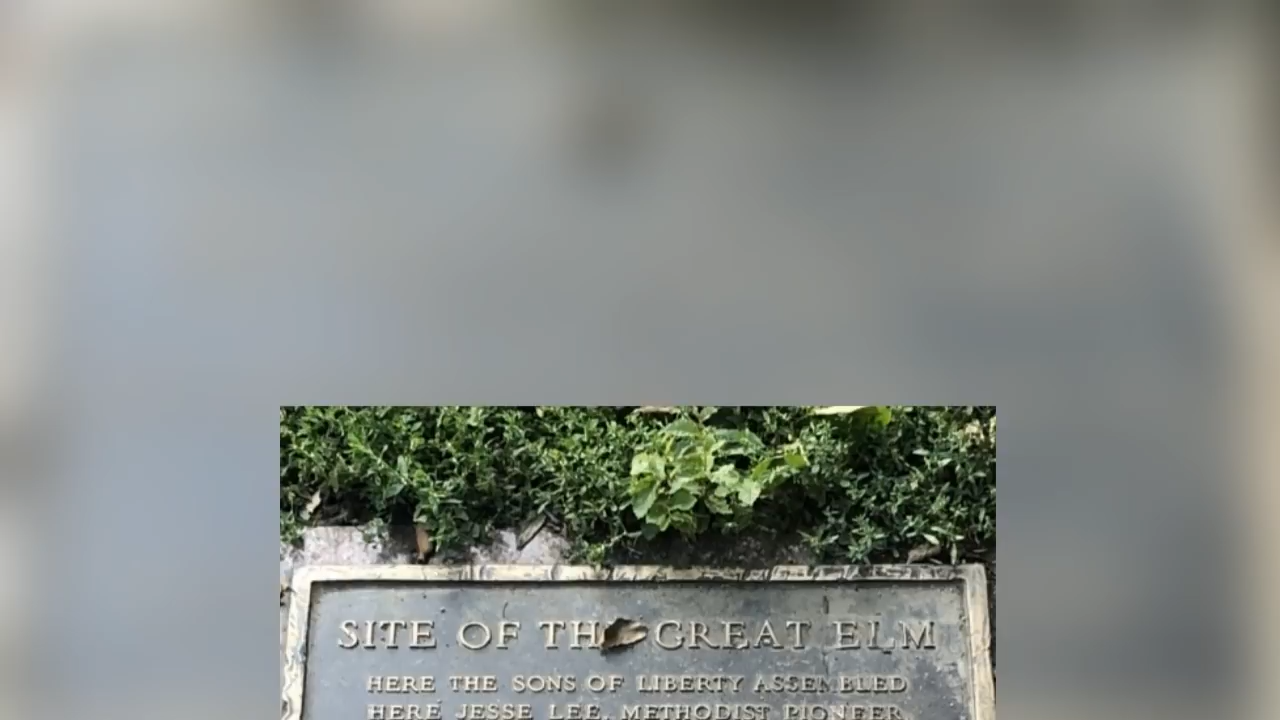 SITE OF TH GREAT ELM
HERE THE SONS OF LIBERTY ASSEMBLED
HERE JESSE LEE, METHODIST PIONEER